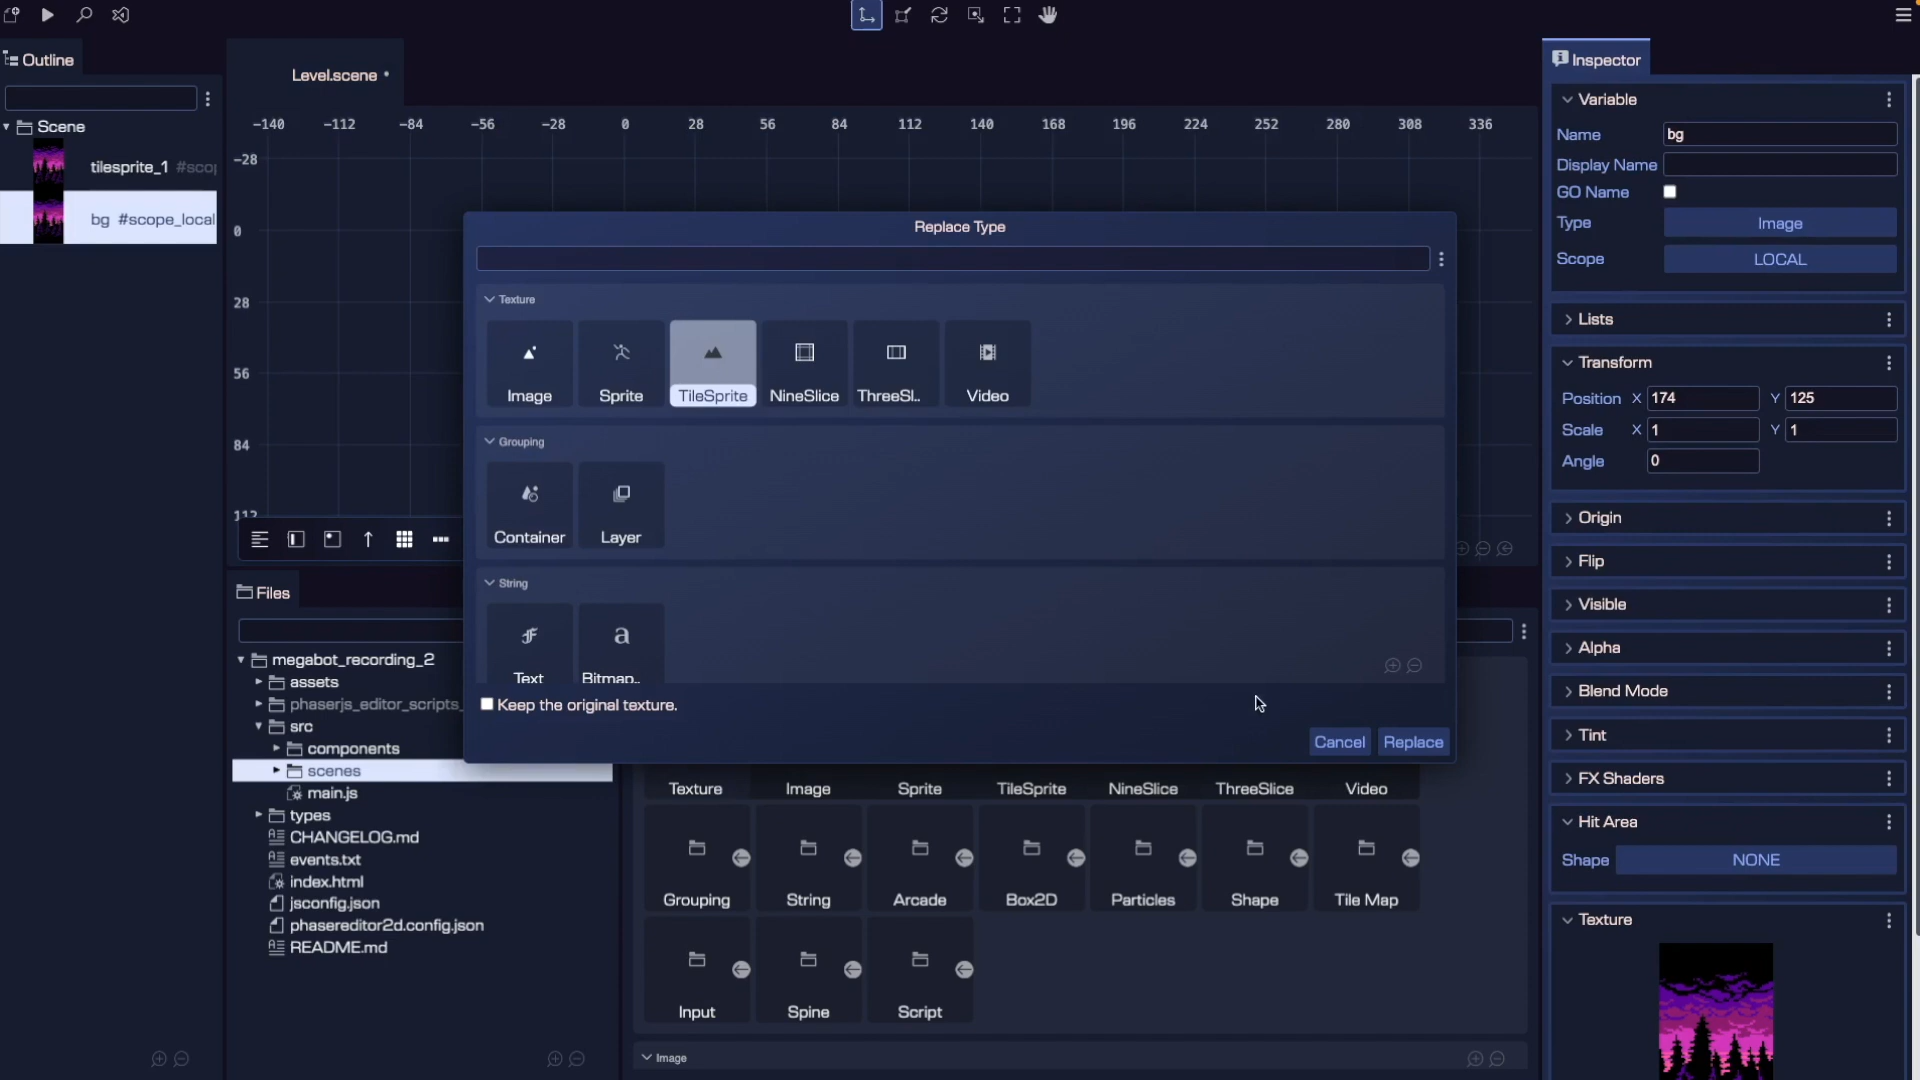 Outline
Scene
tilesprite_1 #scop
bg #scope_local
Level.scene
-140 -112 -84 -56 -28 0 28 56 84 112 140 168 196 224 252 280 308 336
-28
0
28
56
84
112
Replace Type
Texture
Image Sprite TileSprite NineSlice ThreeSl.. Video
Grouping
Container Layer
String
Text Bitmap..
Keep the original texture.
Cancel Replace
Files
megabot_recording_2
assets
phaserjs_editor_scripts_
src
components
scenes
main.js
types
CHANGELOG.md
events.txt
index.html
jsconfig.json
phasereditor2d.config.json
README.md
Texture Image Sprite TileSprite NineSlice ThreeSlice Video
Grouping String Arcade Box2D Particles Shape Tile Map
Input Spine Script
Image
Inspector
Variable
Name bg
Display Name
GO Name
Type Image
Scope LOCAL
Lists
Transform
Position X 174 Y 125
Scale X 1 Y 1
Angle 0
Origin
Flip
Visible
Alpha
Blend Mode
Tint
FX Shaders
Hit Area
Shape NONE
Texture